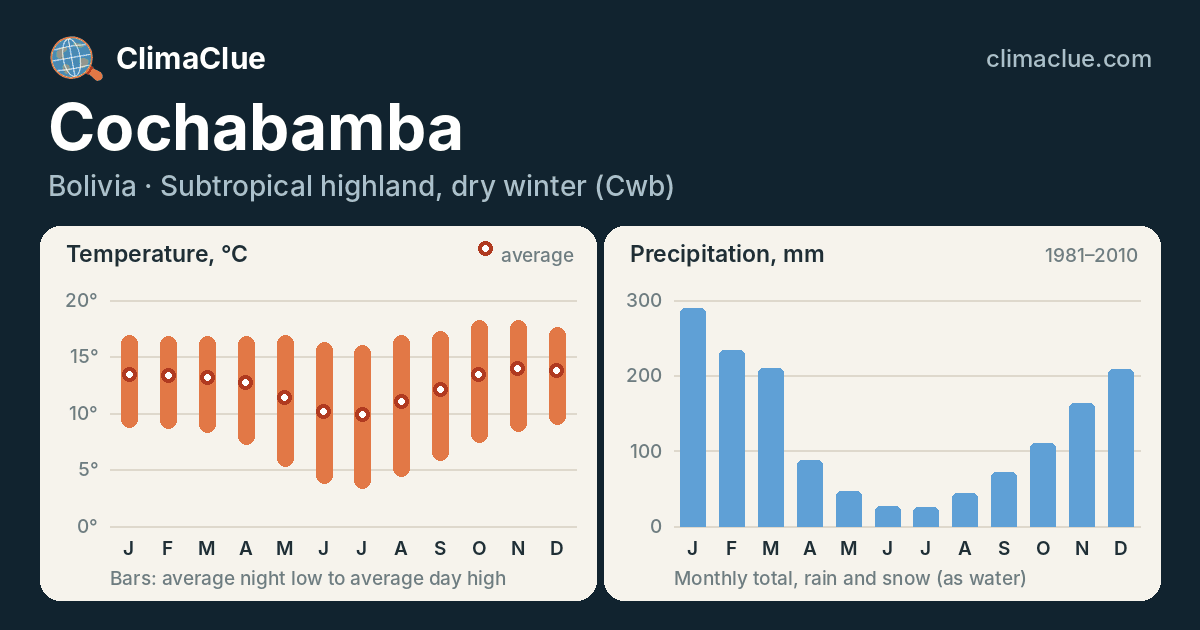 ClimaClue
climaclue.com
Cochabamba
Bolivia · Subtropical highland, dry winter (Cwb)
Temperature, °C
average
20°
15°
10°
5°
0°
J F M A M J J A S O N D
Bars: average night low to average day high
Precipitation, mm
1981–2010
300
200
100
0
J F M A M J J A S O N D
Monthly total, rain and snow (as water)